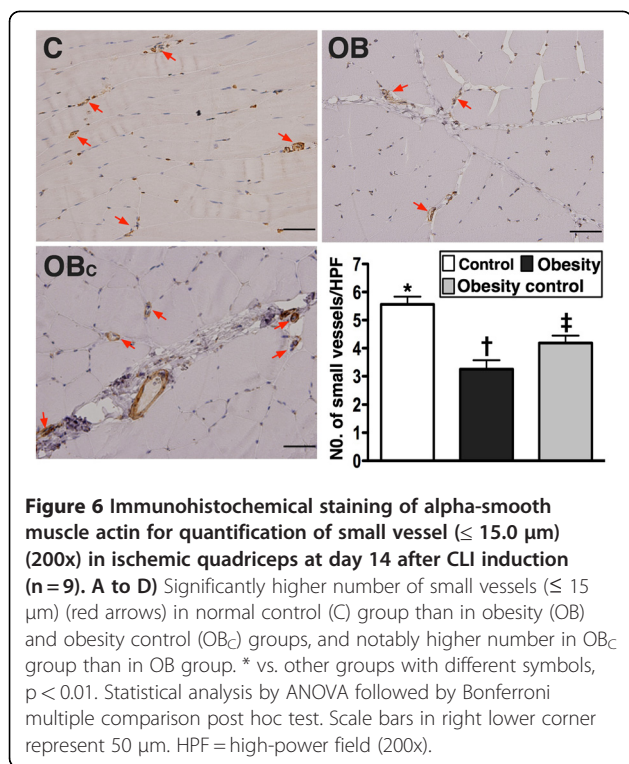 C
OB
OBC
Control Obesity
Obesity control
N0. of small vessels/HPF
7
6
5
4
3
2
1
0
*
†
‡
Figure 6 Immunohistochemical staining of alpha-smooth
muscle actin for quantification of small vessel (≤ 15.0 μm)
(200x) in ischemic quadriceps at day 14 after CLI induction
(n = 9). A to D) Significantly higher number of small vessels (≤ 15
μm) (red arrows) in normal control (C) group than in obesity (OB)
and obesity control (OBC) groups, and notably higher number in OBC
group than in OB group. * vs. other groups with different symbols,
p < 0.01. Statistical analysis by ANOVA followed by Bonferroni
multiple comparison post hoc test. Scale bars in right lower corner
represent 50 μm. HPF = high-power field (200x).